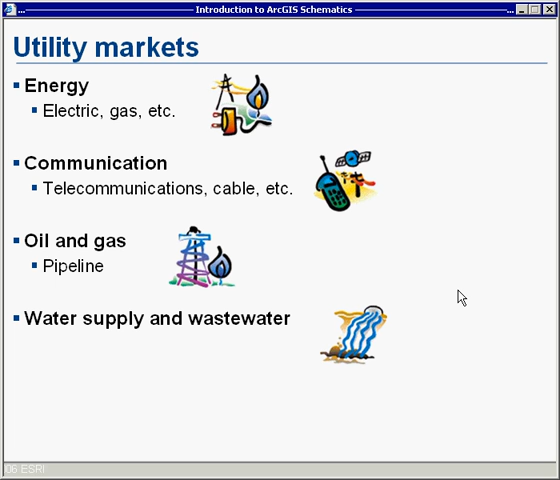 Introduction to ArcGIS Schematics
Utility markets
Energy
Electric, gas, etc.
Communication
Telecommunications, cable, etc.
Oil and gas
Pipeline
Water supply and wastewater
06 ESRI